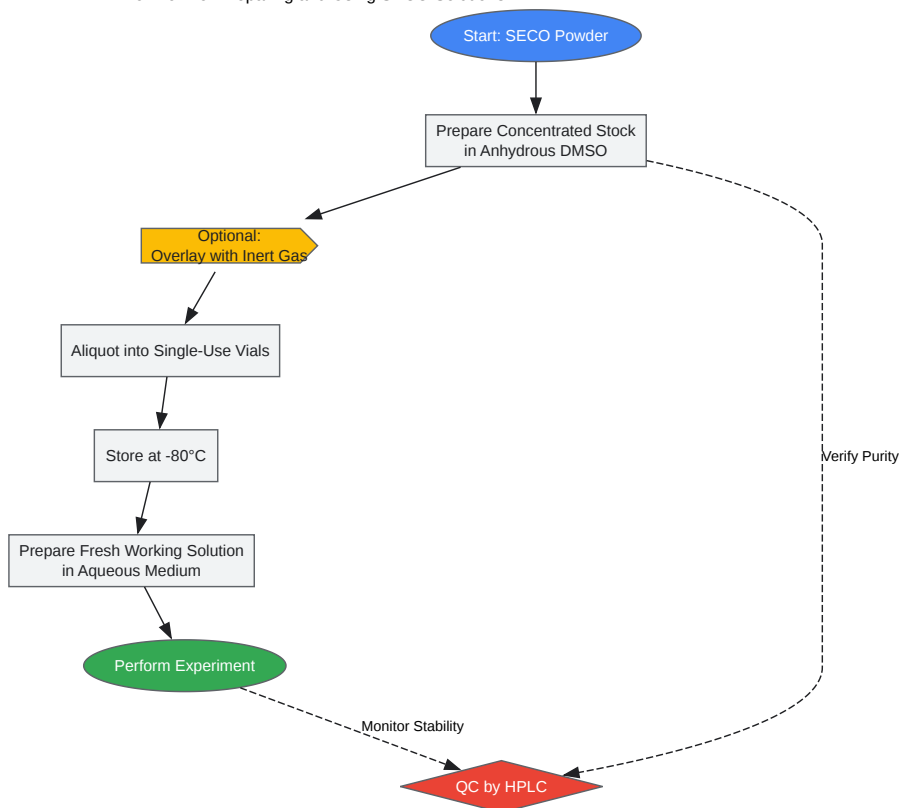 Start: SECO Powder
Prepare Concentrated Stock
in Anhydrous DMSO
Optional:
Overlay with Inert Gas
Aliquot into Single-Use Vials
Store at -80°C
Verify Purity
Prepare Fresh Working Solution
in Aqueous Medium
Perform Experiment
Monitor Stability
QC by HPLC